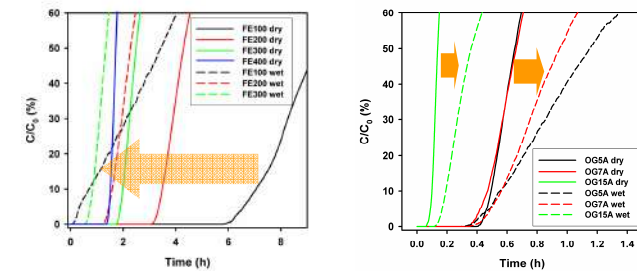 60
50
40
30
20
10
0
C/C0 (%)
0 2 4 6 8
Time (h)
FE100 dry
FE200 dry
FE300 dry
FE400 dry
FE100 wet
FE200 wet
FE300 wet
60
50
40
30
20
10
0
C/C0 (%)
0.0 0.2 0.4 0.6 0.8 1.0 1.2 1.4
Time (h)
OG5A dry
OG7A dry
OG15A dry
OG5A wet
OG7A wet
OG15A wet